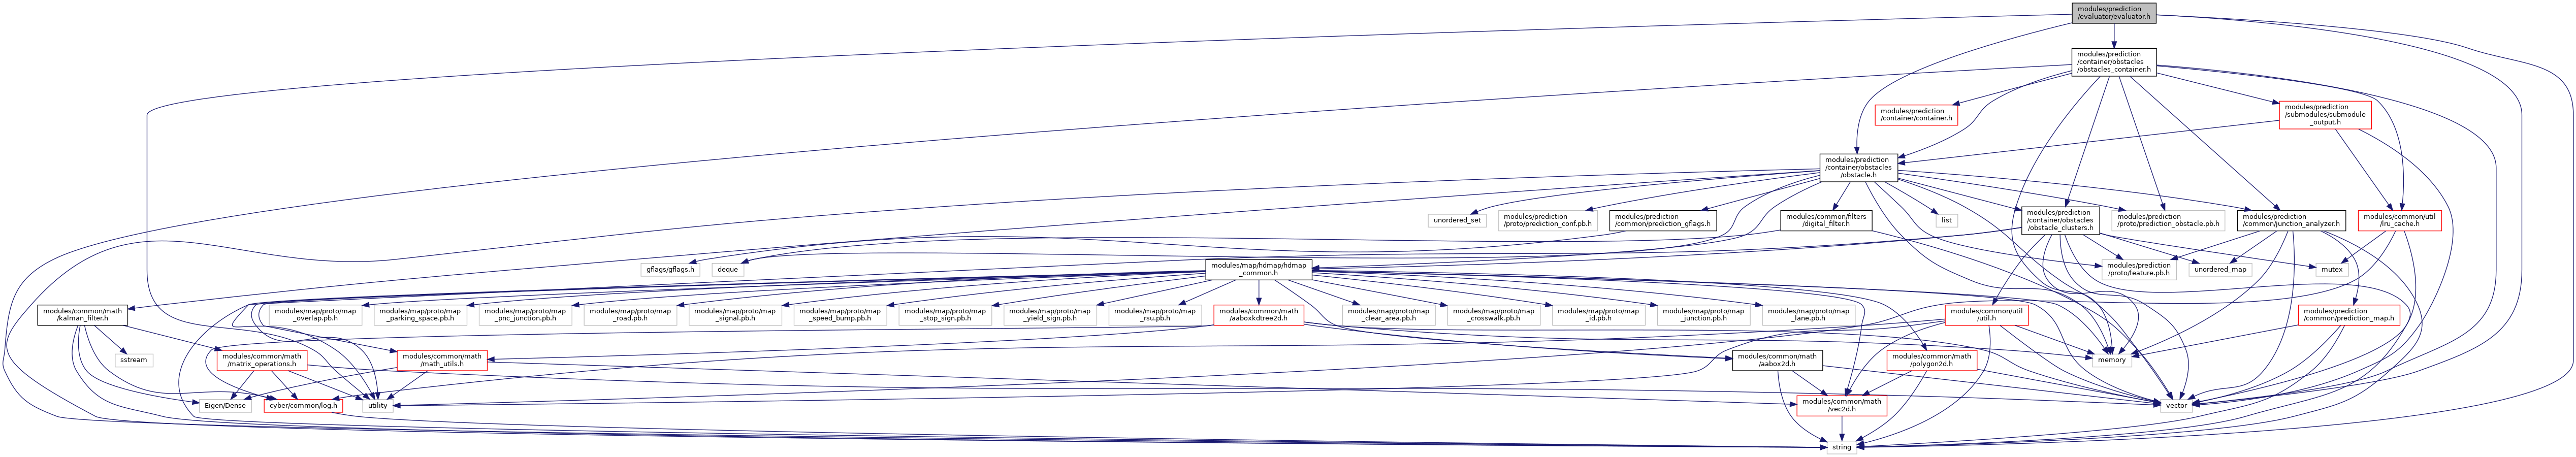 modules/prediction
/evaluator/evaluator.h
modules/prediction
/container/obstacles
/obstacles_container.h
modules/prediction
/container/container.h
modules/prediction
/submodules/submodule
_output.h
modules/prediction
/container/obstacles
/obstacle.h
unordered_set
modules/prediction
/proto/prediction_conf.pb.h
modules/prediction
/common/prediction_gflags.h
modules/common/filters
/digital_filter.h
list
modules/prediction
/container/obstacles
/obstacle_clusters.h
modules/prediction
/proto/prediction_obstacle.pb.h
modules/prediction
/common/junction_analyzer.h
modules/common/util
/lru_cache.h
gflags/gflags.h
deque
modules/map/hdmap/hdmap
_common.h
modules/prediction
/proto/feature.pb.h
unordered_map
mutex
modules/common/math
/kalman_filter.h
modules/map/proto/map
_overlap.pb.h
modules/map/proto/map
_parking_space.pb.h
modules/map/proto/map
_pnc_junction.pb.h
modules/map/proto/map
_road.pb.h
modules/map/proto/map
_signal.pb.h
modules/map/proto/map
_speed_bump.pb.h
modules/map/proto/map
_stop_sign.pb.h
modules/map/proto/map
_yield_sign.pb.h
modules/map/proto/map
_rsu.pb.h
modules/common/math
/aaboxkdtree2d.h
modules/map/proto/map
_clear_area.pb.h
modules/map/proto/map
_crosswalk.pb.h
modules/map/proto/map
_id.pb.h
modules/map/proto/map
_junction.pb.h
modules/map/proto/map
_lane.pb.h
modules/common/util
/util.h
modules/prediction
/common/prediction_map.h
sstream
modules/common/math
/matrix_operations.h
modules/common/math
/math_utils.h
modules/common/math
/aabox2d.h
modules/common/math
/polygon2d.h
memory
Eigen/Dense
cyber/common/log.h
utility
modules/common/math
/vec2d.h
vector
string